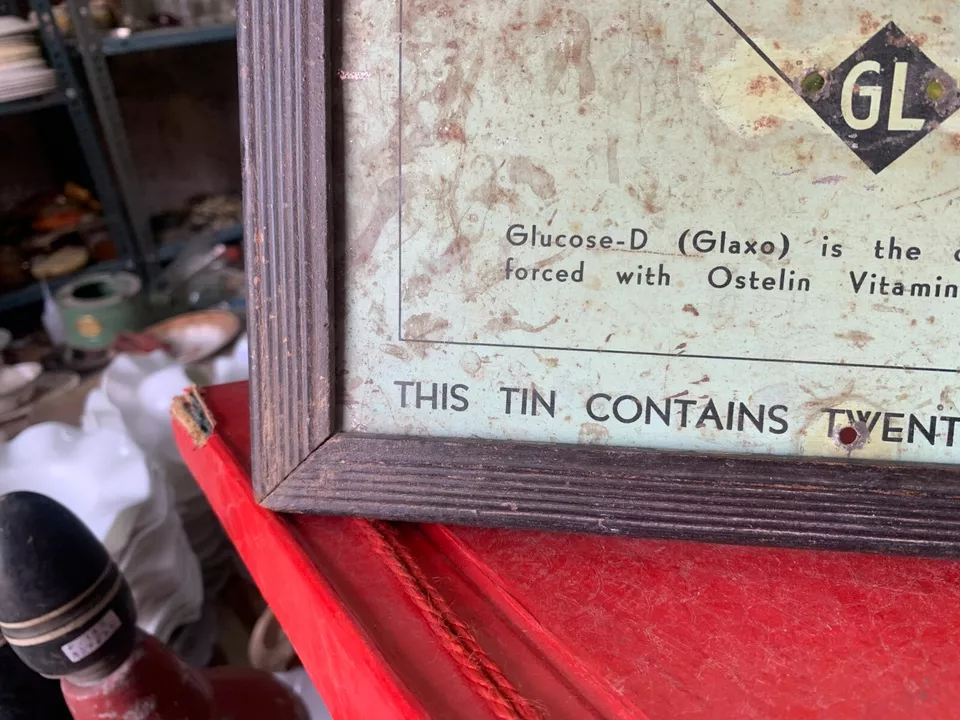 GL
Glucose-D (Glaxo) is the
forced with Ostelin Vitamin
THIS TIN CONTAINS TWENT